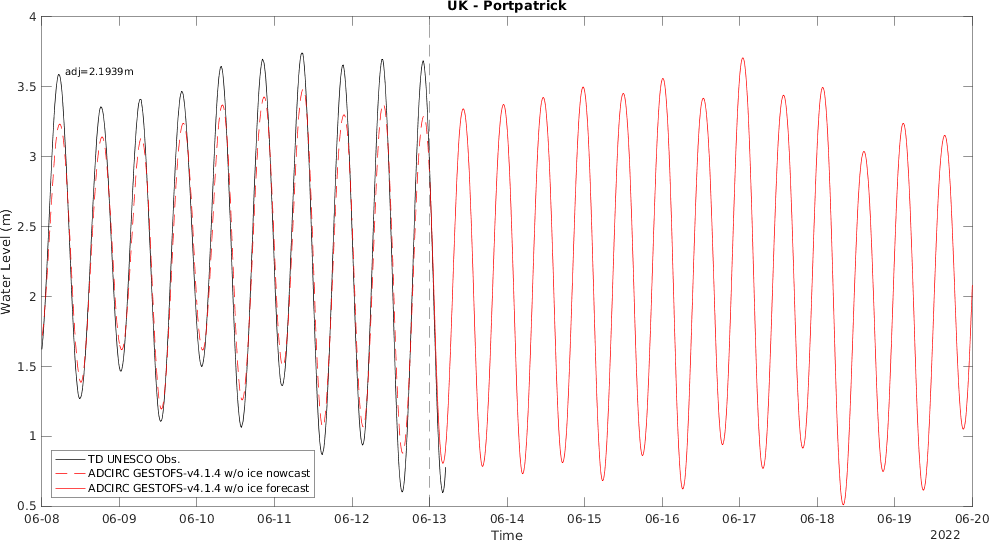 UK - Portpatrick
4
3.5
3
2.5
2
1.5
1
0.5
Water Level (m)
adj=2.1939m
TD UNESCO Obs.
ADCIRC GESTOFS-v4.1.4 w/o ice nowcast
ADCIRC GESTOFS-v4.1.4 w/o ice forecast
06-08 06-09 06-10 06-11 06-12 06-13 06-14 06-15 06-16 06-17 06-18 06-19 06-20
Time
2022